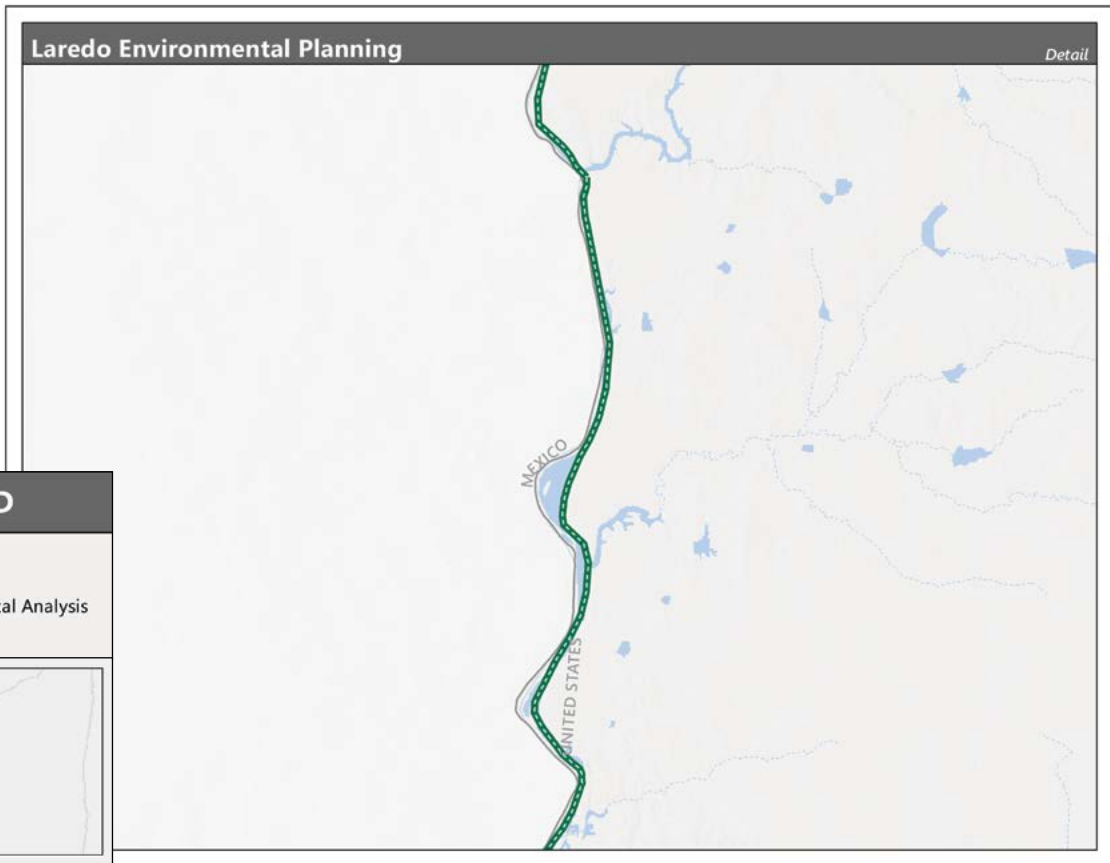 Laredo Environmental Planning
Detail
MEXICO
UNITED STATES
al Analysis